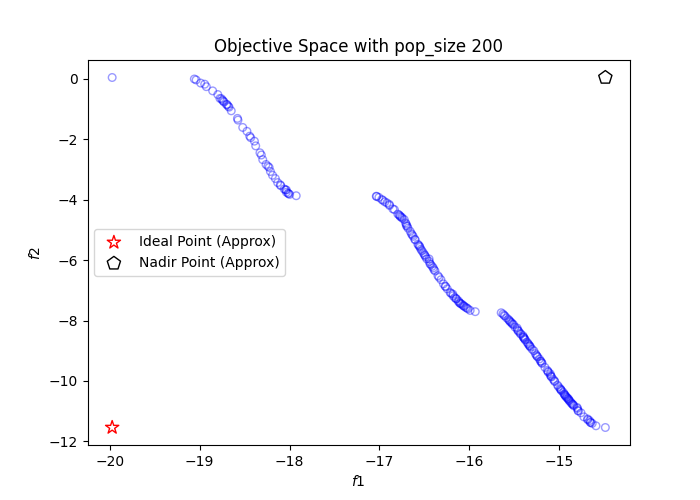 Objective Space with pop_size 200
0
−2
−4
−6
−8
−10
−12
f2
Ideal Point (Approx)
Nadir Point (Approx)
−20
−19
−18
−17
−16
−15
f1